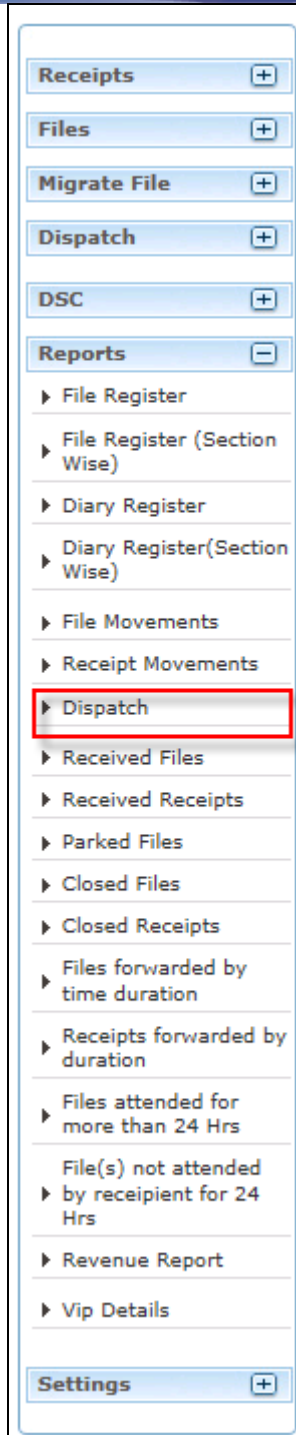 Receipts
Files
Migrate File
Dispatch
DSC
Reports
File Register
File Register (Section
Wise)
Diary Register
Diary Register(Section
Wise)
File Movements
Receipt Movements
Dispatch
Received Files
Received Receipts
Parked Files
Closed Files
Closed Receipts
Files forwarded by
time duration
Receipts forwarded by
duration
Files attended for
more than 24 Hrs
File(s) not attended
by receipient for 24
Hrs
Revenue Report
Vip Details
Settings